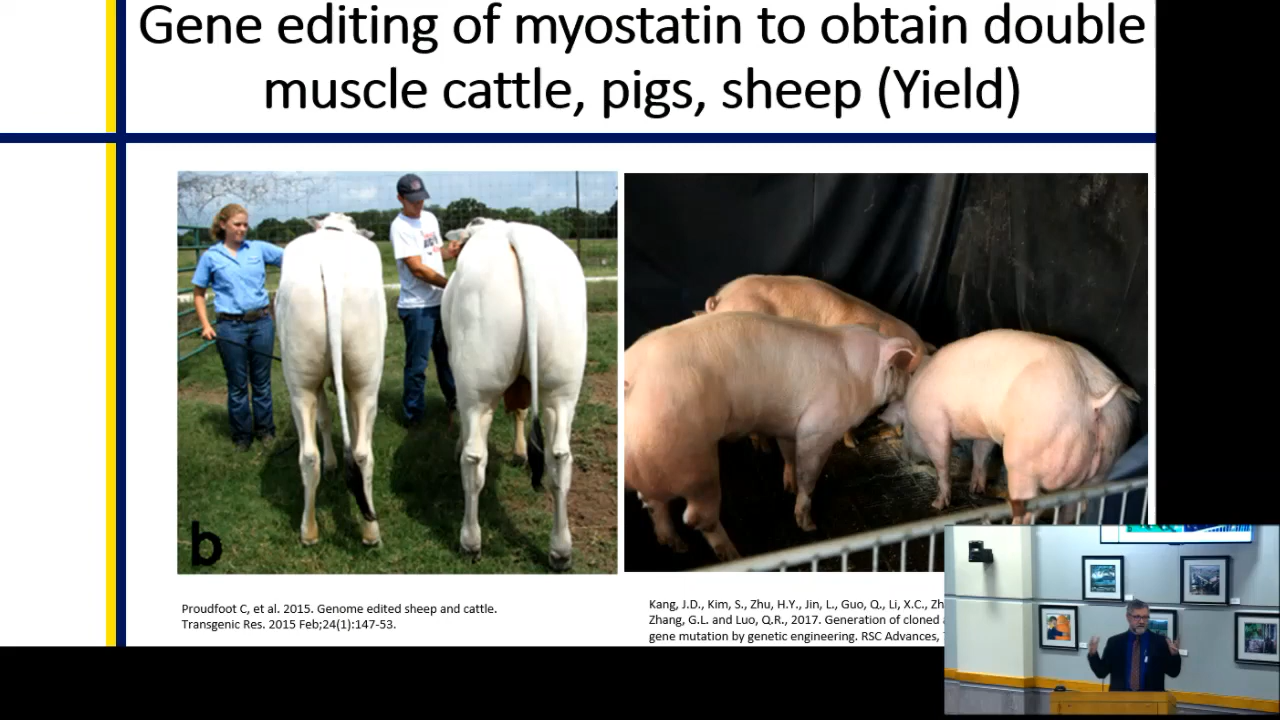 Gene editing of myostatin to obtain double
muscle cattle, pigs, sheep (Yield)
b
Proudfoot C, et al. 2015. Genome edited sheep and cattle.
Transgenic Res. 2015 Feb;24(1):147-53.
Kang, J.D., Kim, S., Zhu, H.Y., Jin, L., Guo, Q., Li, X.C., Zh
Zhang, G.L. and Luo, Q.R., 2017. Generation of cloned
gene mutation by genetic engineering. RSC Advances,